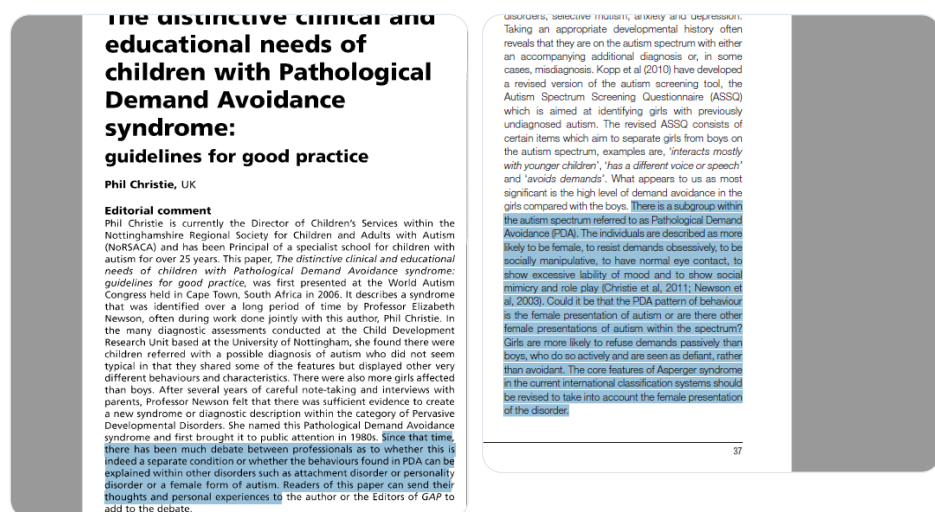 The distinctive clinical and
educational needs of
children with Pathological
Demand Avoidance
syndrome:
guidelines for good practice
Phil Christie, UK
Editorial comment
Phil Christie is currently the Director of Children's Services within the
Nottinghamshire Regional Society for Children and Adults with Autism
(NoRSACA) and has been Principal of a specialist school for children with
autism for over 25 years. This paper, The distinctive clinical and educational
needs of children with Pathological Demand Avoidance syndrome:
guidelines for good practice, was first presented at the World Autism
Congress held in Cape Town, South Africa in 2006. It describes a syndrome
that was identified over a long period of time by Professor Elizabeth
Newson, often during work done jointly with this author, Phil Christie. In
the many diagnostic assessments conducted at the Child Development
Research Unit based at the University of Nottingham, she found there were
children referred with a possible diagnosis of autism who did not seem
typical in that they shared some of the features but displayed other very
different behaviours and characteristics. There were also more girls affected
than boys. After several years of careful note-taking and interviews with
parents, Professor Newson felt that there was sufficient evidence to create
a new syndrome or diagnostic description within the category of Pervasive
Developmental Disorders. She named this Pathological Demand Avoidance
syndrome and first brought it to public attention in 1980s. Since that time,
there has been much debate between professionals as to whether this is
indeed a separate condition or whether the behaviours found in PDA can be
explained within other disorders such as attachment disorder or personality
disorder or a female form of autism. Readers of this paper can send their
thoughts and personal experiences to the author or the Editors of GAP to
add to the debate.
disorders, selective mutism, anxiety and depression.
Taking an appropriate developmental history often
reveals that they are on the autism spectrum with either
an accompanying additional diagnosis or, in some
cases, misdiagnosis. Kopp et al (2010) have developed
a revised version of the autism screening tool, the
Autism Spectrum Screening Questionnaire (ASSQ)
which is aimed at identifying girls with previously
undiagnosed autism. The revised ASSQ consists of
certain items which aim to separate girls from boys on
the autism spectrum, examples are, 'interacts mostly
with younger children', 'has a different voice or speech'
and 'avoids demands'. What appears to us as most
significant is the high level of demand avoidance in the
girls compared with the boys. There is a subgroup within
the autism spectrum referred to as Pathological Demand
Avoidance (PDA). The individuals are described as more
likely to be female, to resist demands obsessively, to be
socially manipulative, to have normal eye contact, to
show excessive lability of mood and to show social
mimicry and role play (Christie et al, 2011; Newson et
al, 2003). Could it be that the PDA pattern of behaviour
is the female presentation of autism or are there other
female presentations of autism within the spectrum?
Girls are more likely to refuse demands passively than
boys, who do so actively and are seen as defiant, rather
than avoidant. The core features of Asperger syndrome
in the current international classification systems should
be revised to take into account the female presentation
of the disorder.
37